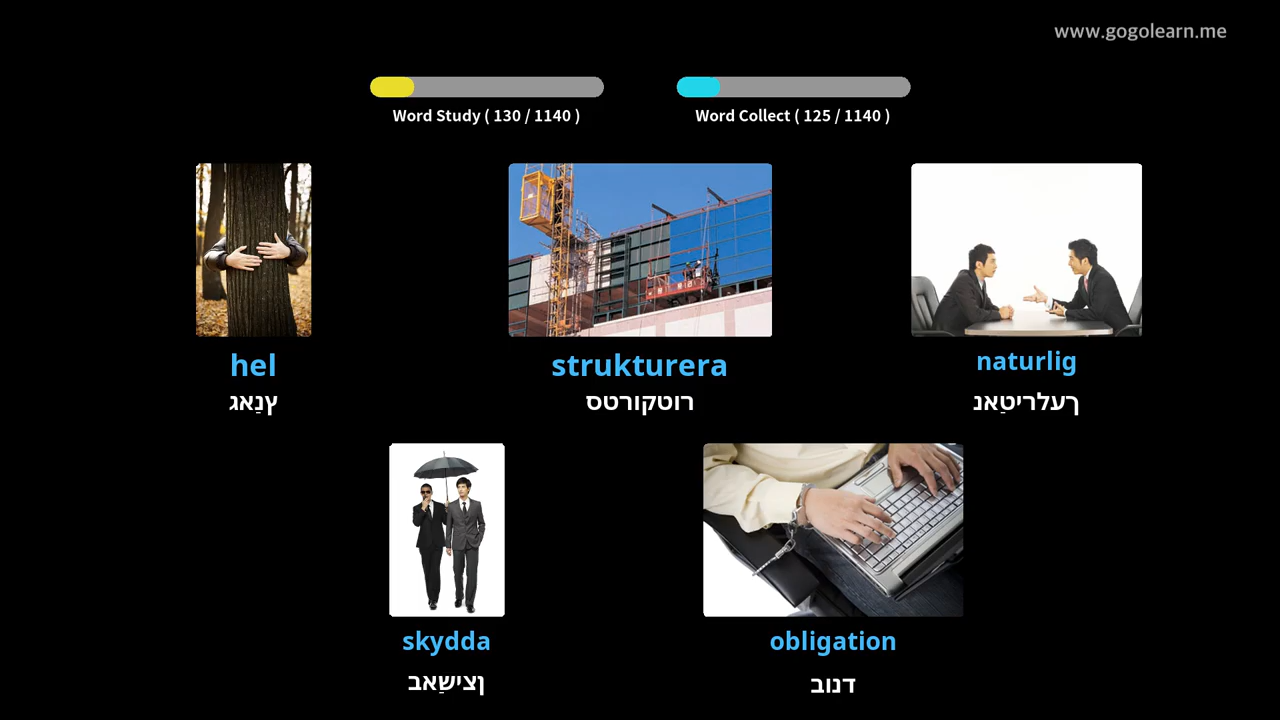 www.gogolearn.me
Word Study ( 130 / 1140 )
Word Collect ( 125 / 1140 )
hel
strukturera
naturlig
גאַנץ
סטרוקטור
נאַטירלעך
skydda
obligation
באַשיצן
בונד